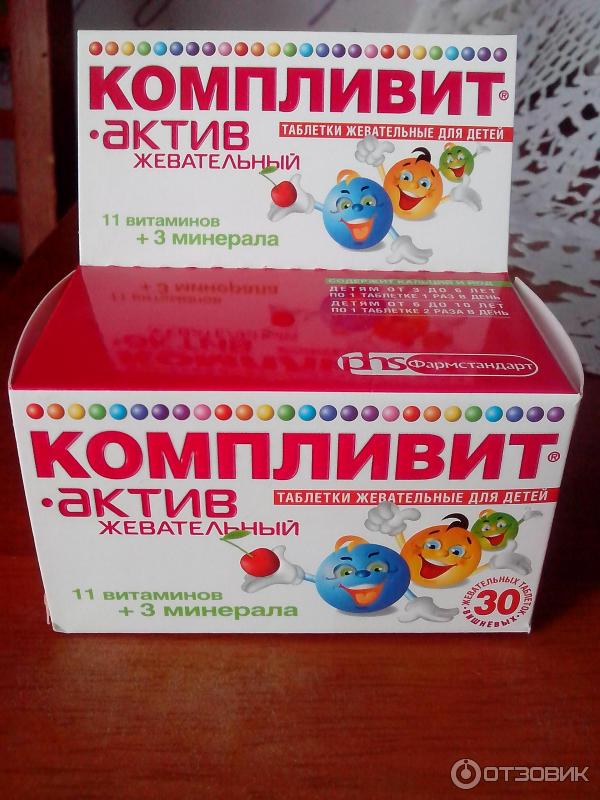 КОМПЛИВИТ®
•АКТИВ
ТАБЛЕТКИ ЖЕВАТЕЛЬНЫЕ ДЛЯ ДЕТЕЙ
ЖЕВАТЕЛЬНЫЙ
11 витаминов
+ 3 минерала
СОДЕРЖИТ КАЛЬЦИЙ И ЙОД
ДЕТЯМ ОТ 3 ДО 6 ЛЕТ
ПО 1 ТАБЛЕТКЕ 1 РАЗ В ДЕНЬ
ДЕТЯМ ОТ 6 ДО 10 ЛЕТ
ПО 1 ТАБЛЕТКЕ 2 РАЗА В ДЕНЬ
phs Фармстандарт
КОМПЛИВИТ®
•АКТИВ
ТАБЛЕТКИ ЖЕВАТЕЛЬНЫЕ ДЛЯ ДЕТЕЙ
ЖЕВАТЕЛЬНЫЙ
11 витаминов
+ 3 минерала
30
ЖЕВАТЕЛЬНЫХ ТАБЛЕТОК
•ВИШНЕВЫХ•
ОТЗОВИК